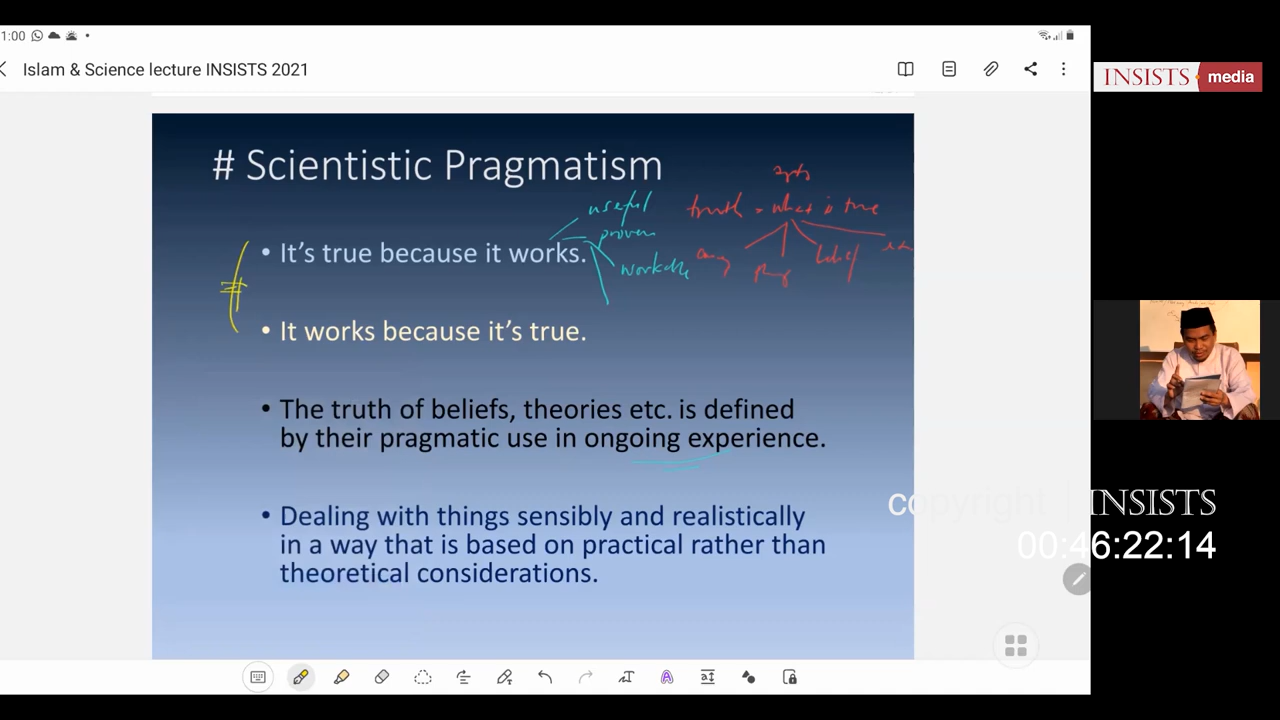 1:00
Islam & Science lecture INSISTS 2021
INSISTS media
# Scientistic Pragmatism
useful
truth = what is true
proven
• It's true because it works.
workable
belief
≠
• It works because it's true.
• The truth of beliefs, theories etc. is defined
by their pragmatic use in ongoing experience.
copyright | INSISTS
• Dealing with things sensibly and realistically
in a way that is based on practical rather than
theoretical considerations.
00:46:22:14